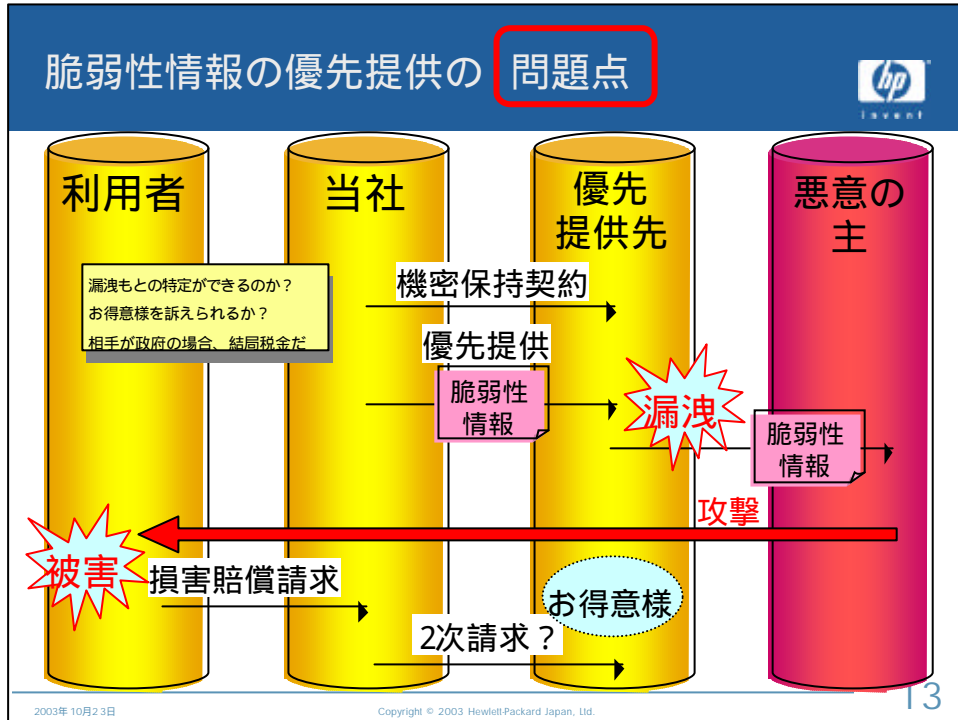 脆弱性情報の優先提供の 問題点
hp
invent
利用者
当社
優先
提供先
悪意の
主
漏洩もとの特定ができるのか？
お得意様を訴えられるか？
相手が政府の場合、結局税金だ
機密保持契約
優先提供
脆弱性
情報
漏洩
脆弱性
情報
攻撃
被害
損害賠償請求
お得意様
2次請求？
2003年10月23日
Copyright © 2003 Hewlett-Packard Japan, Ltd.
13